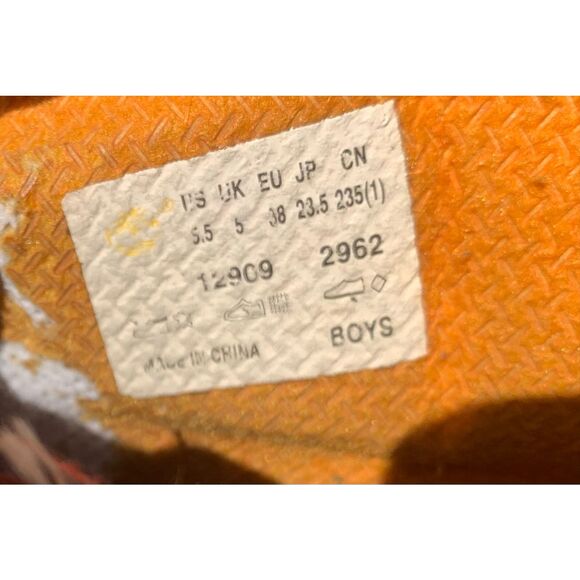 US UK EU JP CN
5.5 5 38 23.5 235(1)
12909 2962
MADE IN CHINA BOYS